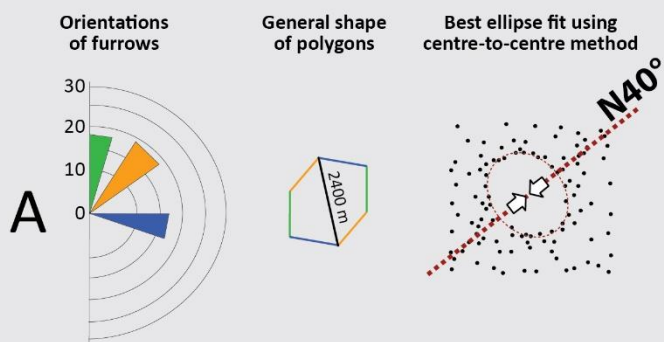 Orientations
of furrows
General shape
of polygons
Best ellipse fit using
centre-to-centre method
30
20
10
0
A
2400 m
N40°